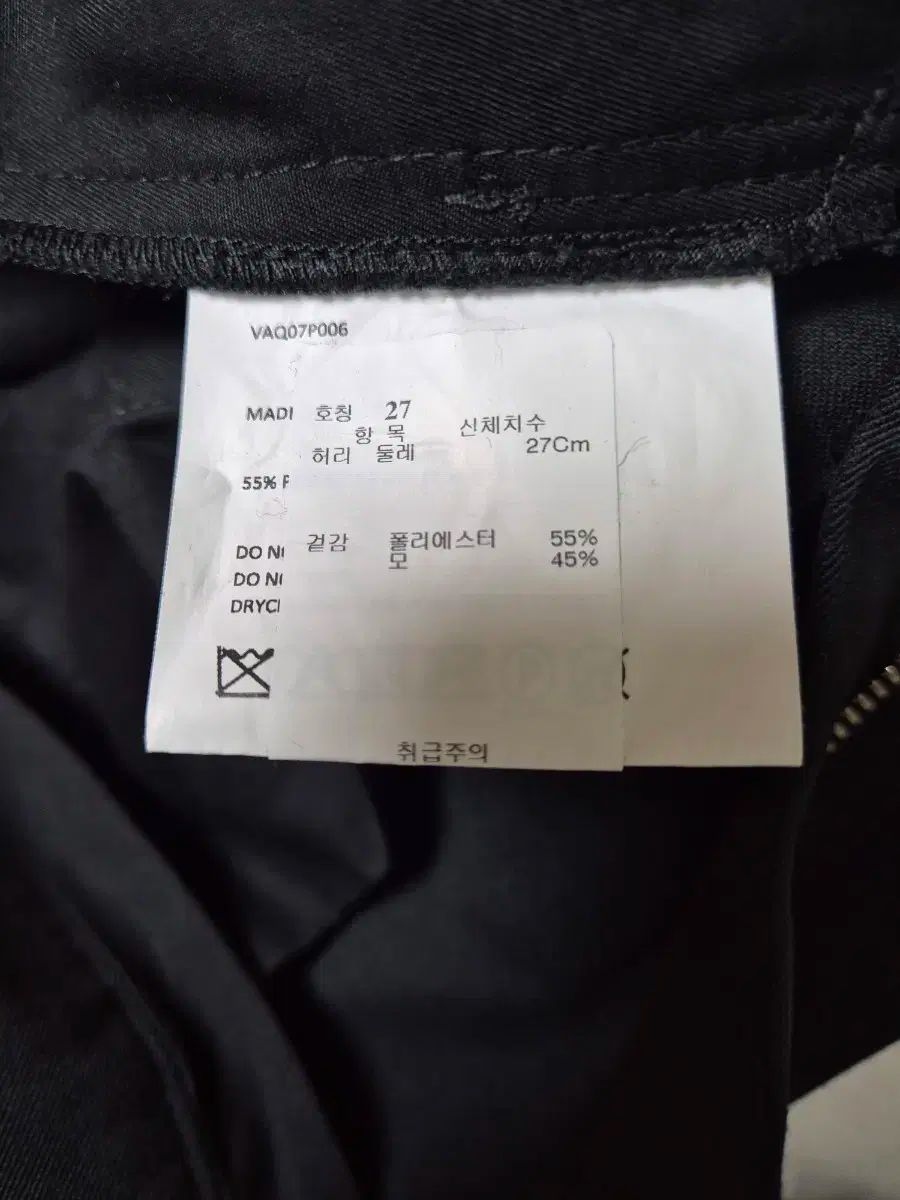 VAQ07P006
MADI 호칭 27
항 목 신체치수
허리 둘레 27Cm
55% F
겉감 폴리에스터 55%
모 45%
DO N
DO N
DRYC
취급주의